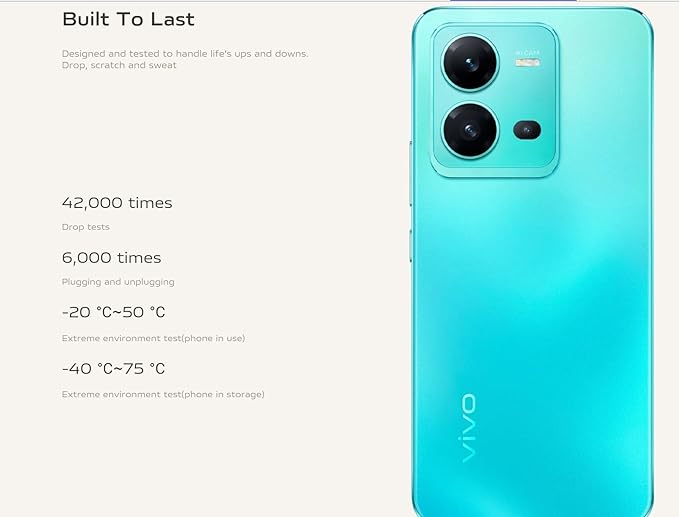 Built To Last
Designed and tested to handle life's ups and downs.
Drop, scratch and sweat
42,000 times
Drop tests
6,000 times
Plugging and unplugging
-20 °C~50 °C
Extreme environment test(phone in use)
-40 °C~75 °C
Extreme environment test(phone in storage)
vivo